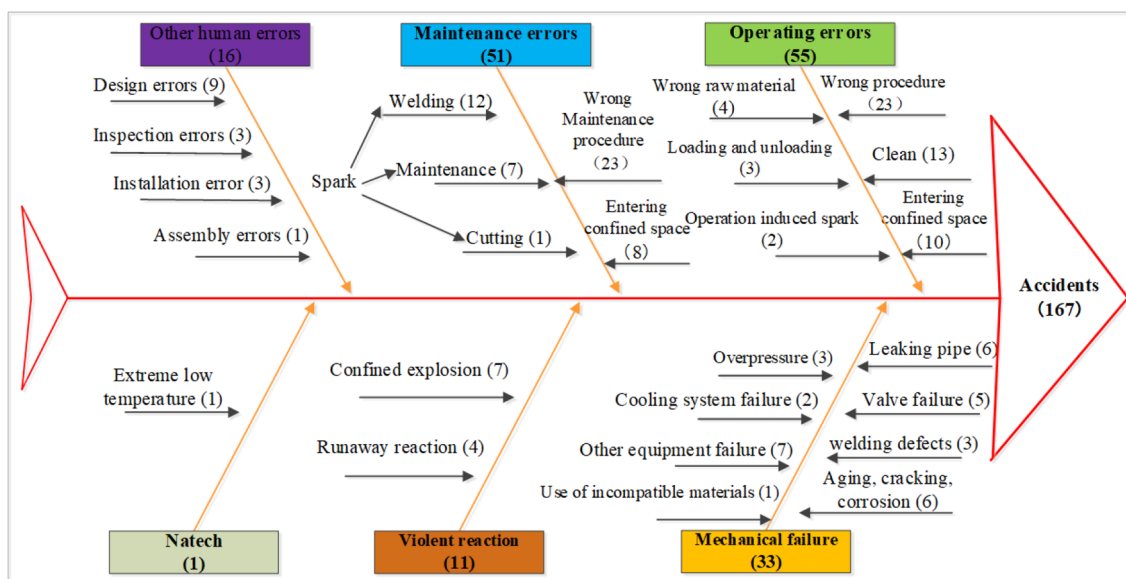 Other human errors
(16)
Maintenance errors
(51)
Operating errors
(55)
Design errors (9)
Inspection errors (3)
Installation error (3)
Assembly errors (1)
Spark
Welding (12)
Maintenance (7)
Cutting (1)
Wrong
Maintenance
procedure
(23)
Entering
confined space
(8)
Wrong raw material
(4)
Loading and unloading
(3)
Operation induced spark
(2)
Wrong procedure
(23)
Clean (13)
Entering
confined space
(10)
Accidents
(167)
Extreme low
temperature (1)
Confined explosion (7)
Runaway reaction (4)
Overpressure (3)
Cooling system failure (2)
Other equipment failure (7)
Use of incompatible materials (1)
Leaking pipe (6)
Valve failure (5)
welding defects (3)
Aging, cracking,
corrosion (6)
Natech
(1)
Violent reaction
(11)
Mechanical failure
(33)